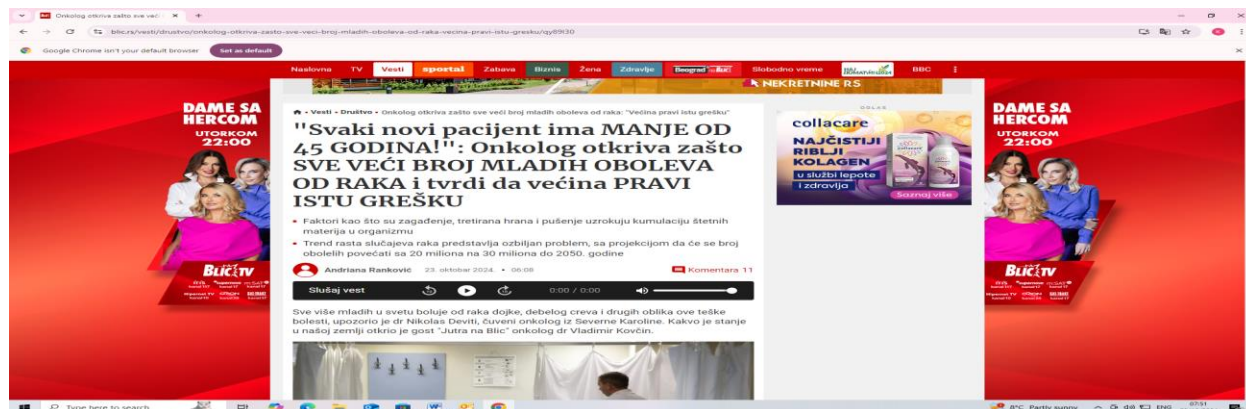 Onkolog otkriva zašto sve veći
blic.rs/vesti/drustvo/onkolog-otkriva-zasto-sve-veci-broj-mladih-oboleva-od-raka-vecina-pravi-istu-gresku/qy89l30
Google Chrome isn't your default browser Set as default
Naslovna TV Vesti sportal Zabava Biznis Žena Zdravlje Beograd Slobodno vreme BBC
NEKRETNINE RS
DAME SA
HERCOM
UTORKOM
22:00
BLIC TV
Vesti • Društvo • Onkolog otkriva zašto sve veći broj mladih oboleva od raka: "Većina pravi istu grešku"
"Svaki novi pacijent ima MANJE OD
45 GODINA!": Onkolog otkriva zašto
SVE VEĆI BROJ MLADIH OBOLEVA
OD RAKA i tvrdi da većina PRAVI
ISTU GREŠKU
• Faktori kao što su zagađenje, tretirana hrana i pušenje uzrokuju kumulaciju štetnih
materija u organizmu
• Trend rasta slučajeva raka predstavlja ozbiljan problem, sa projekcijom da će se broj
obolelih povećati sa 20 miliona na 30 miliona do 2050. godine
Andriana Ranković 23. oktobar 2024. • 06:08 Komentara 11
Slušaj vest 0:00 / 0:00
Sve više mladih u svetu boluje od raka dojke, debelog creva i drugih oblika ove teške
bolesti, upozorio je dr Nikolas Deviti, čuveni onkolog iz Severne Karoline. Kakvo je stanje
u našoj zemlji otkrio je gost "Jutra na Blic" onkolog dr Vladimir Kovčin.
OGLAS
collacare
NAJČISTIJI
RIBLJI
KOLAGEN
u službi lepote
i zdravlja
Saznaj više
DAME SA
HERCOM
UTORKOM
22:00
BLIC TV
Type here to search
8°C Partly sunny ENG 07:51